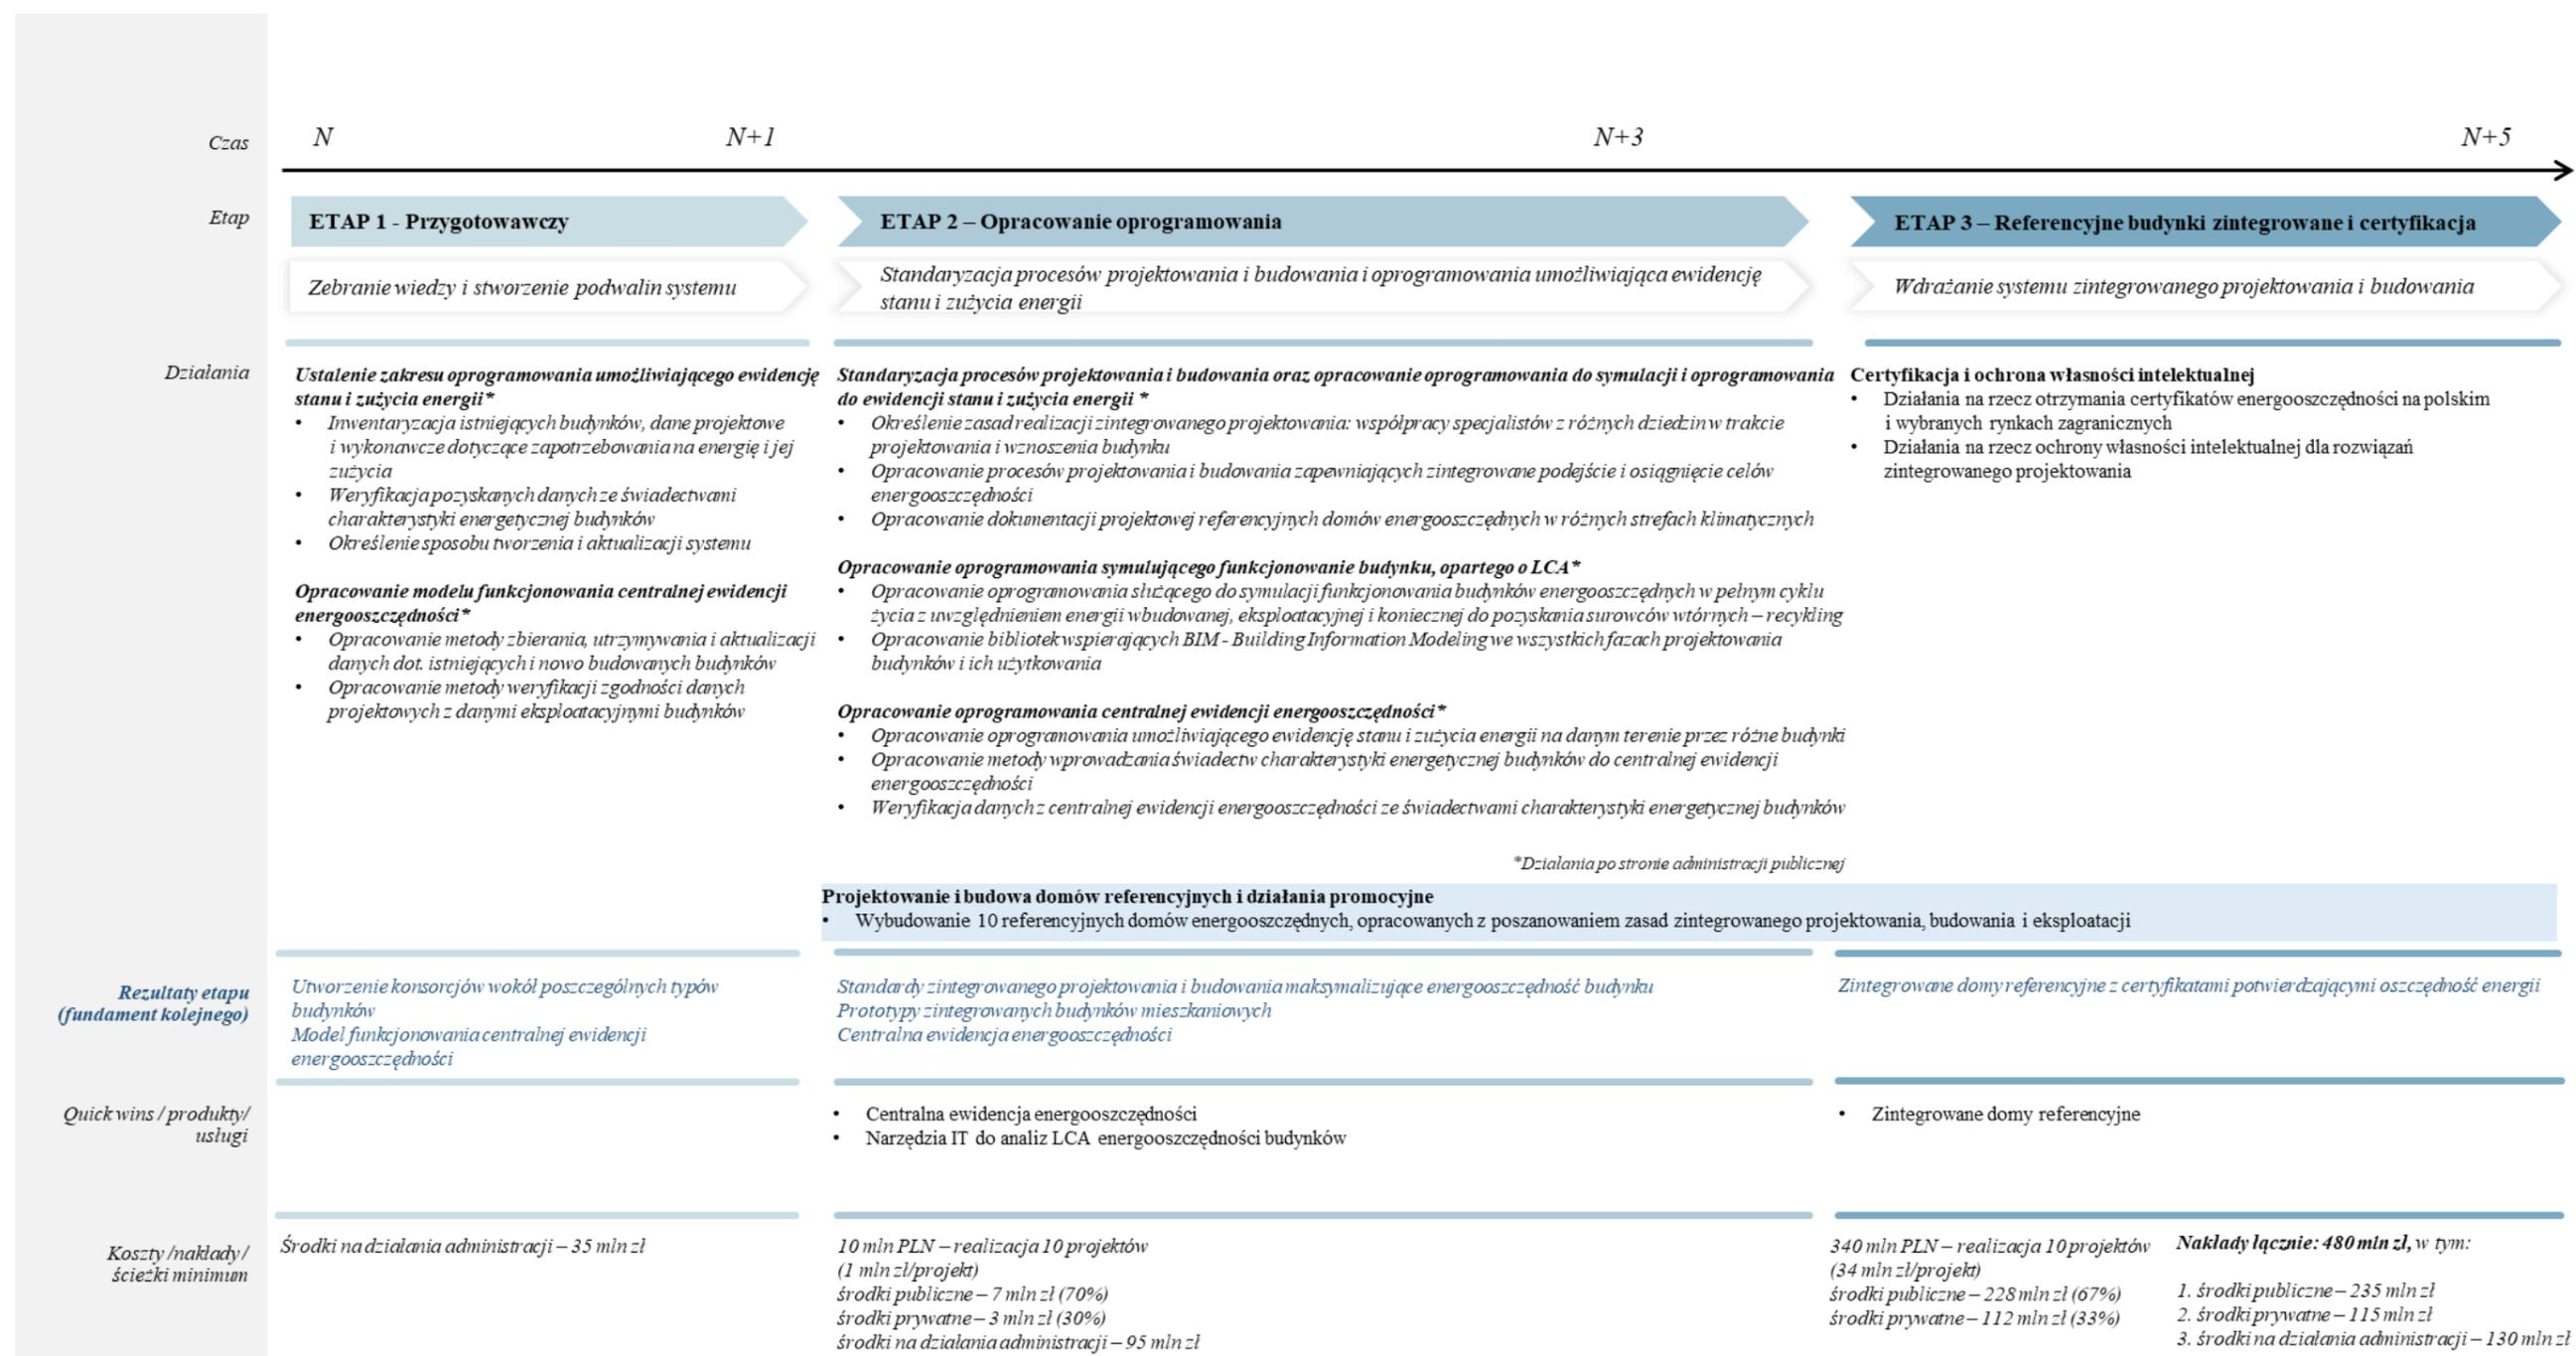 Czas
N
N+1
N+3
N+5
Etap
ETAP 1 - Przygotowawczy
ETAP 2 – Opracowanie oprogramowania
ETAP 3 – Referencyjne budynki zintegrowane i certyfikacja
Zebranie wiedzy i stworzenie podwalin systemu
Standaryzacja procesów projektowania i budowania i oprogramowania umożliwiająca ewidencję
stanu i zużycia energii
Wdrażanie systemu zintegrowanego projektowania i budowania
Działania
Ustalenie zakresu oprogramowania umożliwiającego ewidencję
stanu i zużycia energii*
• Inwentaryzacja istniejących budynków, dane projektowe
i wykonawcze dotyczące zapotrzebowania na energię i jej
zużycia
• Weryfikacja pozyskanych danych ze świadectwami
charakterystyki energetycznej budynków
• Określenie sposobu tworzenia i aktualizacji systemu
Opracowanie modelu funkcjonowania centralnej ewidencji
energooszczędności*
• Opracowanie metody zbierania, utrzymywania i aktualizacji
danych dot. istniejących i nowo budowanych budynków
• Opracowanie metody weryfikacji zgodności danych
projektowych z danymi eksploatacyjnymi budynków
Standaryzacja procesów projektowania i budowania oraz opracowanie oprogramowania do symulacji i oprogramowania
do ewidencji stanu i zużycia energii *
• Określenie zasad realizacji zintegrowanego projektowania: współpracy specjalistów z różnych dziedzin w trakcie
projektowania i wznoszenia budynku
• Opracowanie procesów projektowania i budowania zapewniających zintegrowane podejście i osiągnięcie celów
energooszczędności
• Opracowanie dokumentacji projektowej referencyjnych domów energooszczędnych w różnych strefach klimatycznych
Opracowanie oprogramowania symulującego funkcjonowanie budynku, opartego o LCA*
• Opracowanie oprogramowania służącego do symulacji funkcjonowania budynków energooszczędnych w pełnym cyklu
życia z uwzględnieniem energii wbudowanej, eksploatacyjnej i koniecznej do pozyskania surowców wtórnych – recykling
• Opracowanie bibliotek wspierających BIM - Building Information Modeling we wszystkich fazach projektowania
budynków i ich użytkowania
Opracowanie oprogramowania centralnej ewidencji energooszczędności*
• Opracowanie oprogramowania umożliwiającego ewidencję stanu i zużycia energii na danym terenie przez różne budynki
• Opracowanie metody wprowadzania świadectw charakterystyki energetycznej budynków do centralnej ewidencji
energooszczędności
• Weryfikacja danych z centralnej ewidencji energooszczędności ze świadectwami charakterystyki energetycznej budynków
*Działania po stronie administracji publicznej
Certyfikacja i ochrona własności intelektualnej
• Działania na rzecz otrzymania certyfikatów energooszczędności na polskim
i wybranych rynkach zagranicznych
• Działania na rzecz ochrony własności intelektualnej dla rozwiązań
zintegrowanego projektowania
Projektowanie i budowa domów referencyjnych i działania promocyjne
• Wybudowanie 10 referencyjnych domów energooszczędnych, opracowanych z poszanowaniem zasad zintegrowanego projektowania, budowania i eksploatacji
Rezultaty etapu
(fundament kolejnego)
Utworzenie konsorcjów wokół poszczególnych typów
budynków
Model funkcjonowania centralnej ewidencji
energooszczędności
Standardy zintegrowanego projektowania i budowania maksymalizujące energooszczędność budynku
Prototypy zintegrowanych budynków mieszkaniowych
Centralna ewidencja energooszczędności
Zintegrowane domy referencyjne z certyfikatami potwierdzającymi oszczędność energii
Quick wins / produkty/
usługi
• Centralna ewidencja energooszczędności
• Narzędzia IT do analiz LCA energooszczędności budynków
• Zintegrowane domy referencyjne
Koszty /nakłady/
ścieżki minimum
Środki na działania administracji – 35 mln zł
10 mln PLN – realizacja 10 projektów
(1 mln zł/projekt)
środki publiczne – 7 mln zł (70%)
środki prywatne – 3 mln zł (30%)
środki na działania administracji – 95 mln zł
340 mln PLN – realizacja 10 projektów
(34 mln zł/projekt)
środki publiczne – 228 mln zł (67%)
środki prywatne – 112 mln zł (33%)
Nakłady łącznie: 480 mln zł, w tym:
1. środki publiczne – 235 mln zł
2. środki prywatne – 115 mln zł
3. środki na działania administracji – 130 mln zł